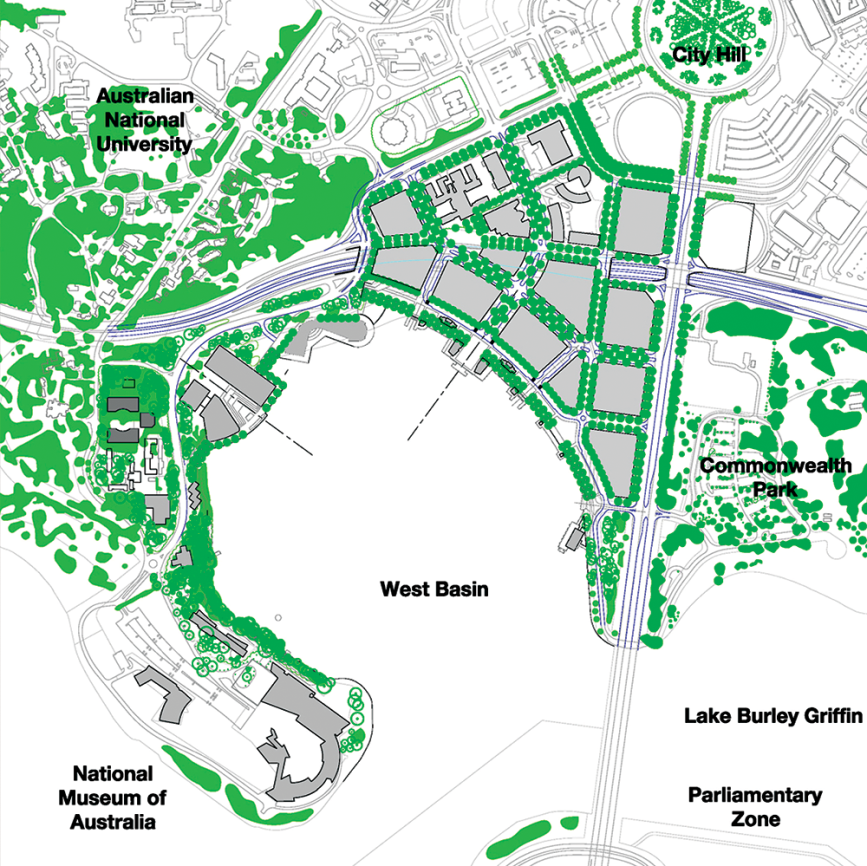 City Hill
Australian
National
University
Commonwealth
Park
West Basin
Lake Burley Griffin
National
Museum of
Australia
Parliamentary
Zone